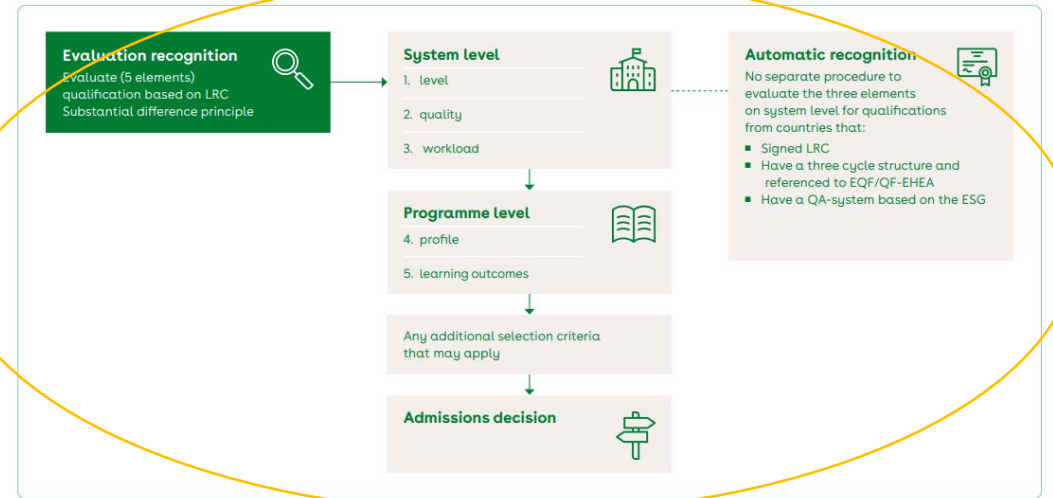 Evaluation recognition
Evaluate (5 elements)
qualification based on LRC
Substantial difference principle
System level
1. level
2. quality
3. workload
Programme level
4. profile
5. learning outcomes
Any additional selection criteria
that may apply
Admissions decision
Automatic recognition
No separate procedure to
evaluate the three elements
on system level for qualifications
from countries that:
▪ Signed LRC
▪ Have a three cycle structure and
referenced to EQF/QF-EHEA
▪ Have a QA-system based on the ESG